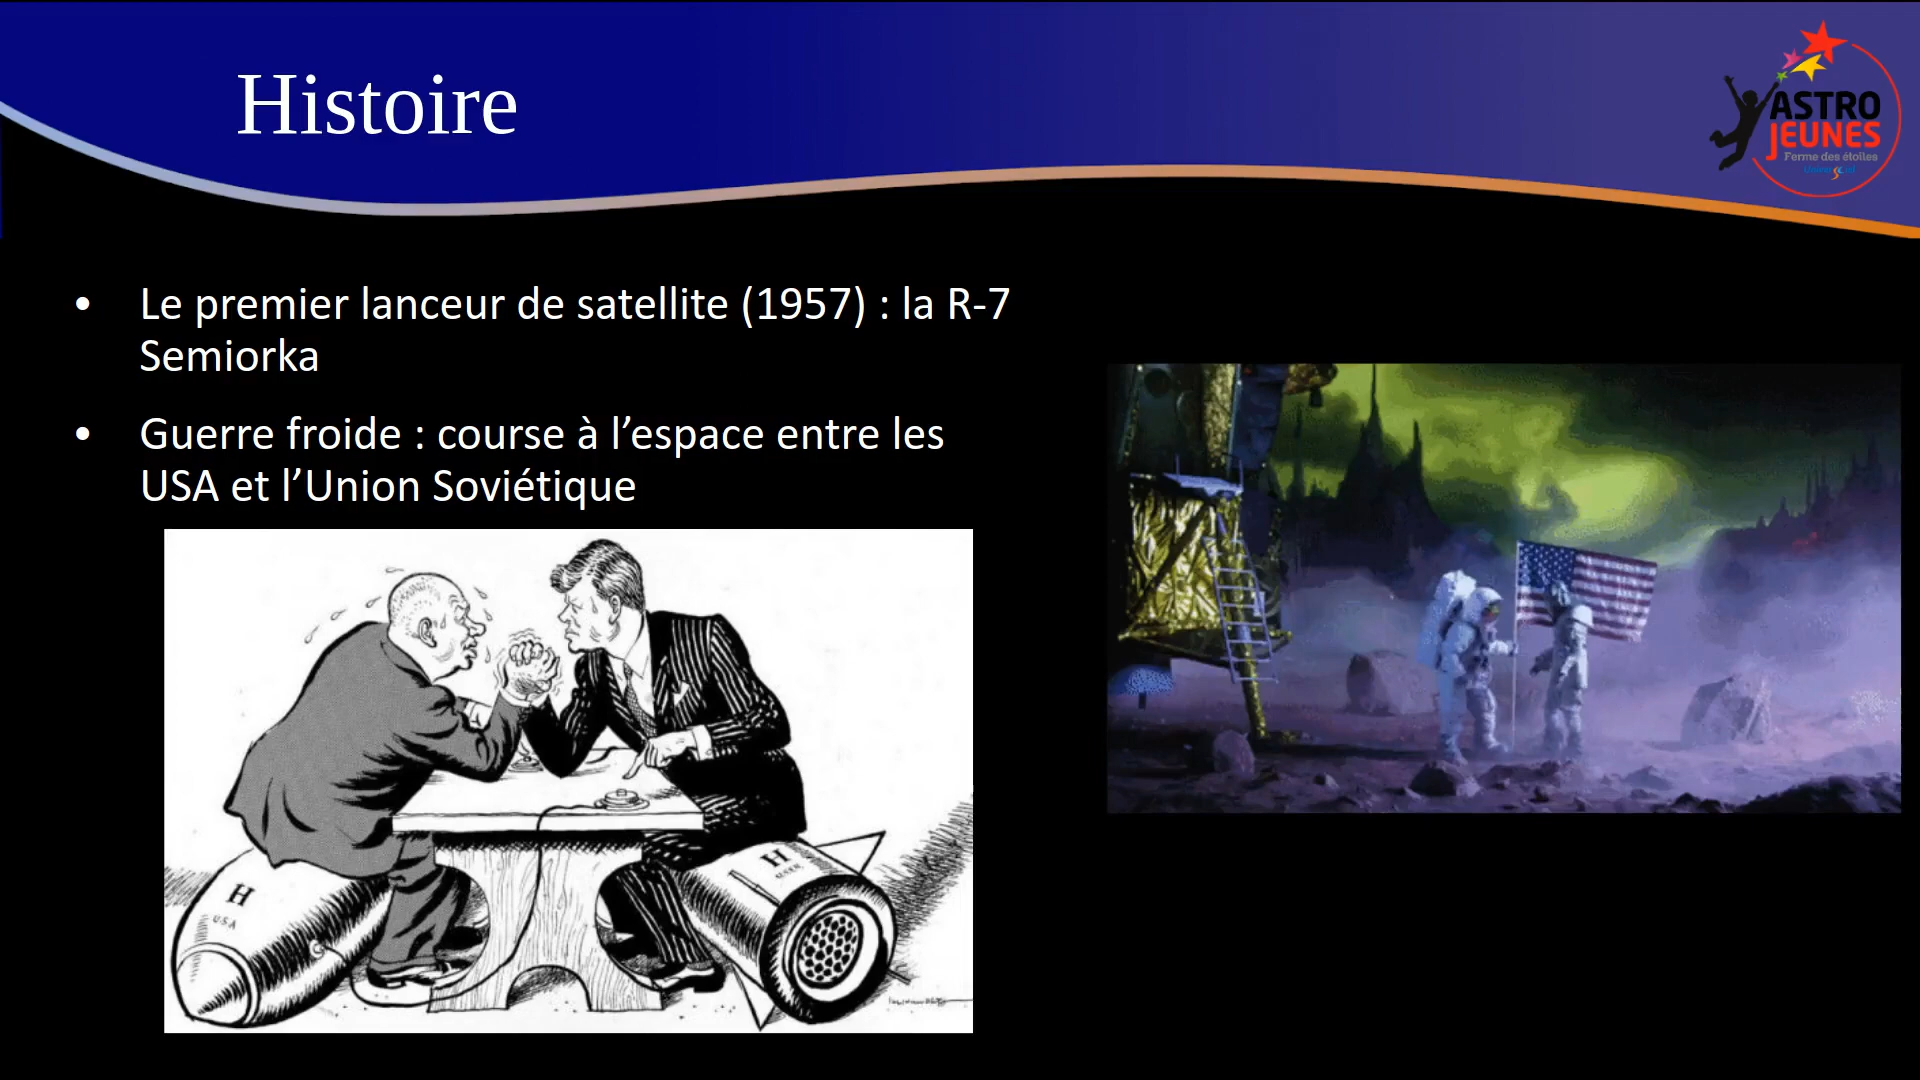 Histoire
ASTRO
JEUNES
Ferme des étoiles
• Le premier lanceur de satellite (1957) : la R-7
Semiorka
• Guerre froide : course à l’espace entre les
USA et l’Union Soviétique
H
USA
H